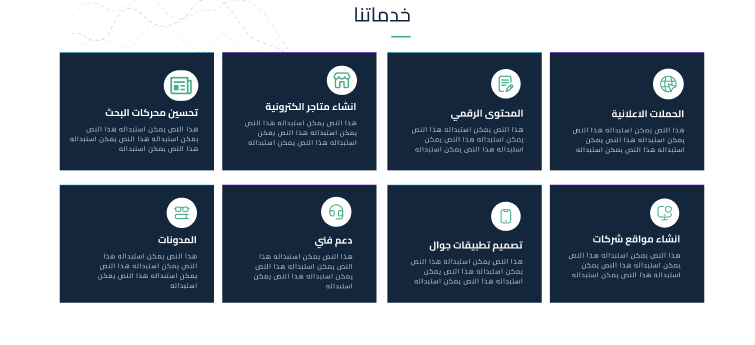 خدماتنا
الحملات الاعلانية
هذا النص يمكن استبداله هذا النص
يمكن استبداله هذا النص يمكن
استبداله هذا النص يمكن استبداله
المحتوى الرقمي
هذا النص يمكن استبداله هذا النص
يمكن استبداله هذا النص يمكن
استبداله هذا النص يمكن استبداله
انشاء متاجر الكترونية
هذا النص يمكن استبداله هذا النص
يمكن استبداله هذا النص يمكن
استبداله هذا النص يمكن استبداله
تحسين محركات البحث
هذا النص يمكن استبداله هذا النص
يمكن استبداله هذا النص يمكن استبداله
هذا النص يمكن استبداله
انشاء مواقع شركات
هذا النص يمكن استبداله هذا النص
يمكن استبداله هذا النص يمكن
استبداله هذا النص يمكن استبداله
تصميم تطبيقات جوال
هذا النص يمكن استبداله هذا النص
يمكن استبداله هذا النص يمكن
استبداله هذا النص يمكن استبداله
دعم فني
هذا النص يمكن استبداله هذا
النص يمكن استبداله هذا النص
يمكن استبداله هذا النص يمكن
استبداله
المدونات
هذا النص يمكن استبداله هذا
النص يمكن استبداله هذا النص
يمكن استبداله هذا النص يمكن
استبداله